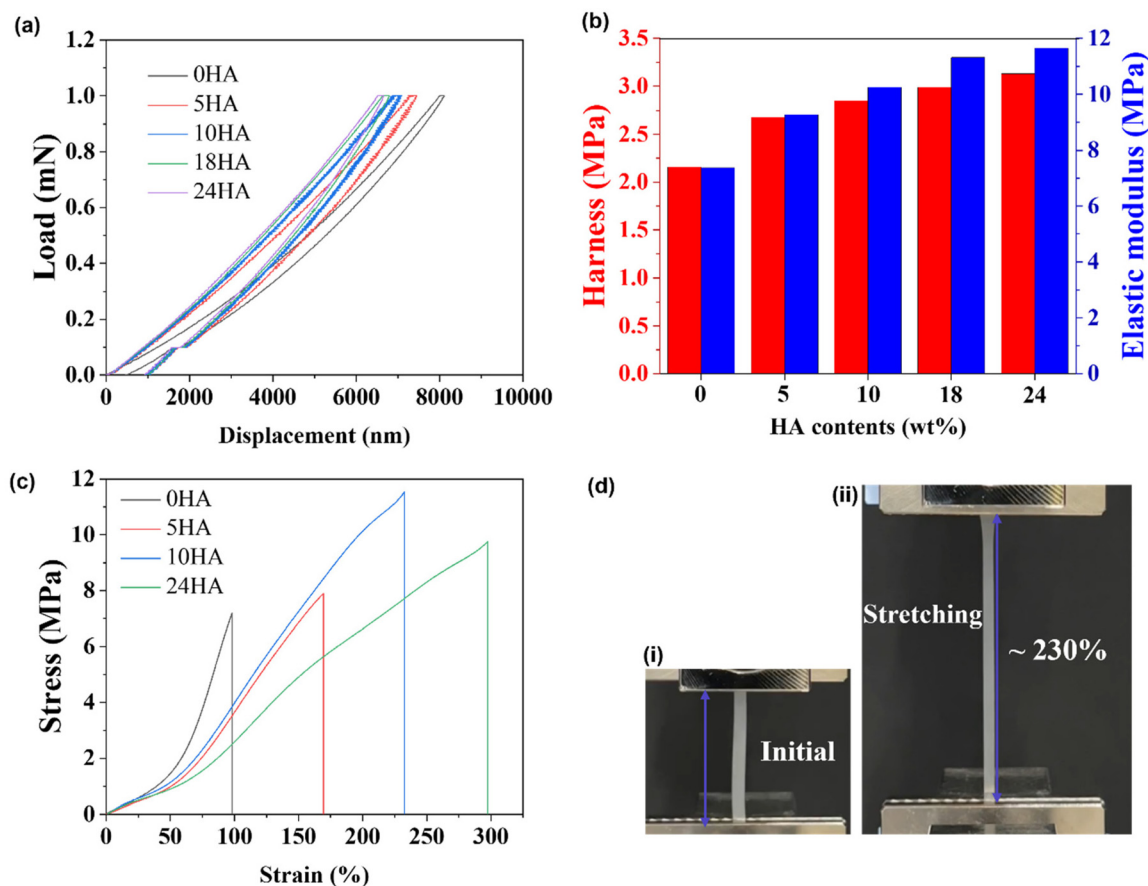 (a)
1.2
1.0
0.8
0.6
0.4
0.2
0.0
Load (mN)
0HA
5HA
10HA
18HA
24HA
0 2000 4000 6000 8000 10000
Displacement (nm)
(b)
3.5
3.0
2.5
2.0
1.5
1.0
0.5
0.0
Harness (MPa)
12
10
8
6
4
2
0
Elastic modulus (MPa)
0 5 10 18 24
HA contents (wt%)
(c)
12
10
8
6
4
2
0
Stress (MPa)
0HA
5HA
10HA
24HA
0 50 100 150 200 250 300
Strain (%)
(d)
(i)
Initial
(ii)
Stretching
~ 230%